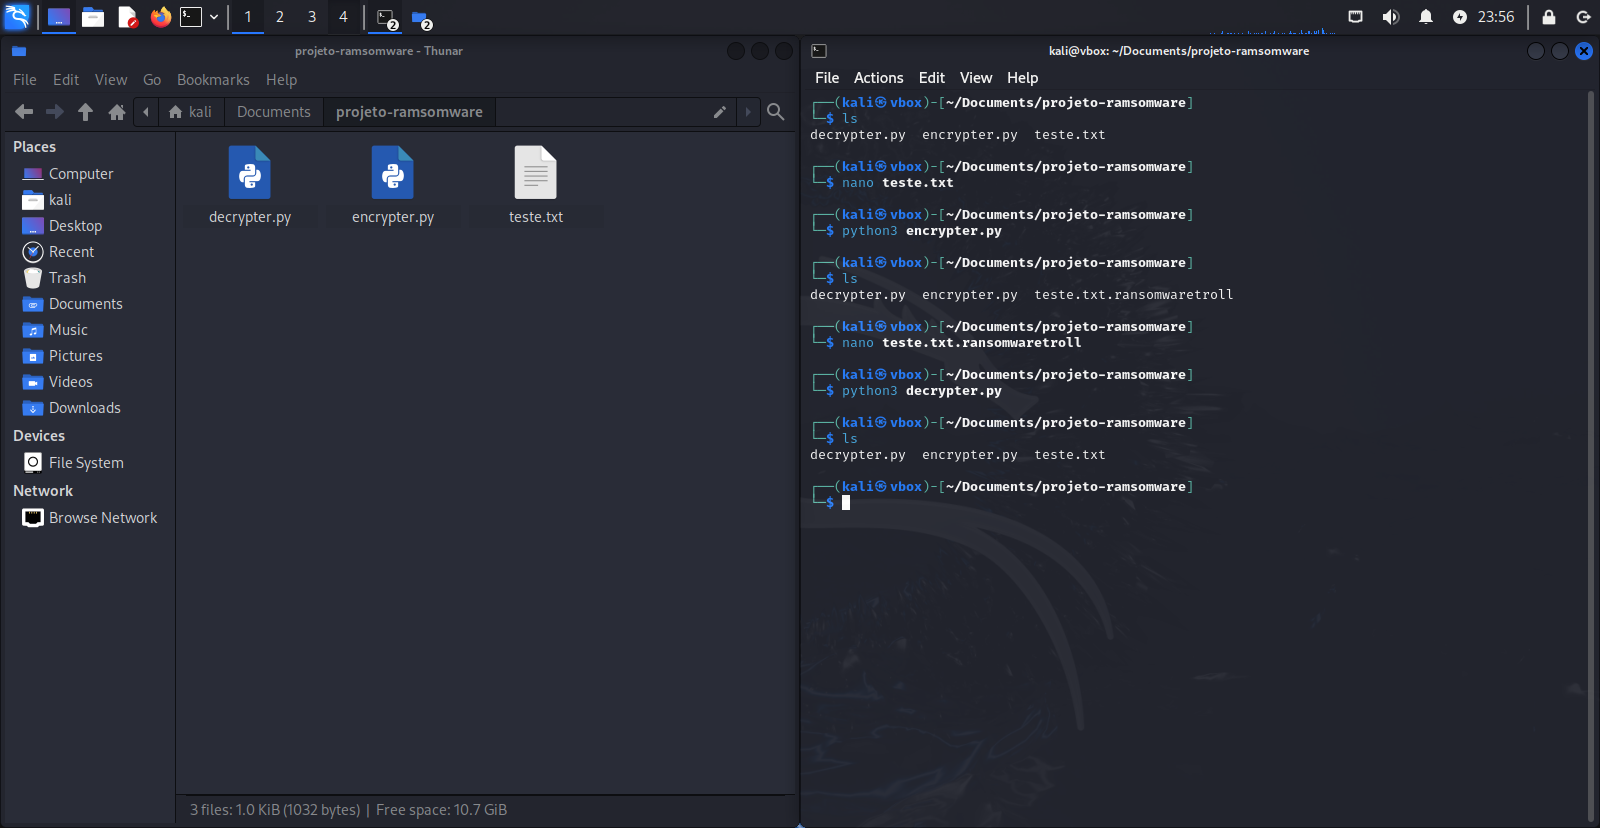 1 2 3 4 2 2 23:56
projeto-ramsomware - Thunar
File Edit View Go Bookmarks Help
kali Documents projeto-ramsomware
Places
Computer
kali
Desktop
Recent
Trash
Documents
Music
Pictures
Videos
Downloads
Devices
File System
Network
Browse Network
decrypter.py encrypter.py teste.txt
3 files: 1.0 KiB (1032 bytes) | Free space: 10.7 GiB
kali@vbox: ~/Documents/projeto-ramsomware
File Actions Edit View Help
┌──(kali㉿vbox)-[~/Documents/projeto-ramsomware]
└─$ ls
decrypter.py  encrypter.py  teste.txt
┌──(kali㉿vbox)-[~/Documents/projeto-ramsomware]
└─$ nano teste.txt
┌──(kali㉿vbox)-[~/Documents/projeto-ramsomware]
└─$ python3 encrypter.py
┌──(kali㉿vbox)-[~/Documents/projeto-ramsomware]
└─$ ls
decrypter.py  encrypter.py  teste.txt.ransomwaretroll
┌──(kali㉿vbox)-[~/Documents/projeto-ramsomware]
└─$ nano teste.txt.ransomwaretroll
┌──(kali㉿vbox)-[~/Documents/projeto-ramsomware]
└─$ python3 decrypter.py
┌──(kali㉿vbox)-[~/Documents/projeto-ramsomware]
└─$ ls
decrypter.py  encrypter.py  teste.txt
┌──(kali㉿vbox)-[~/Documents/projeto-ramsomware]
└─$